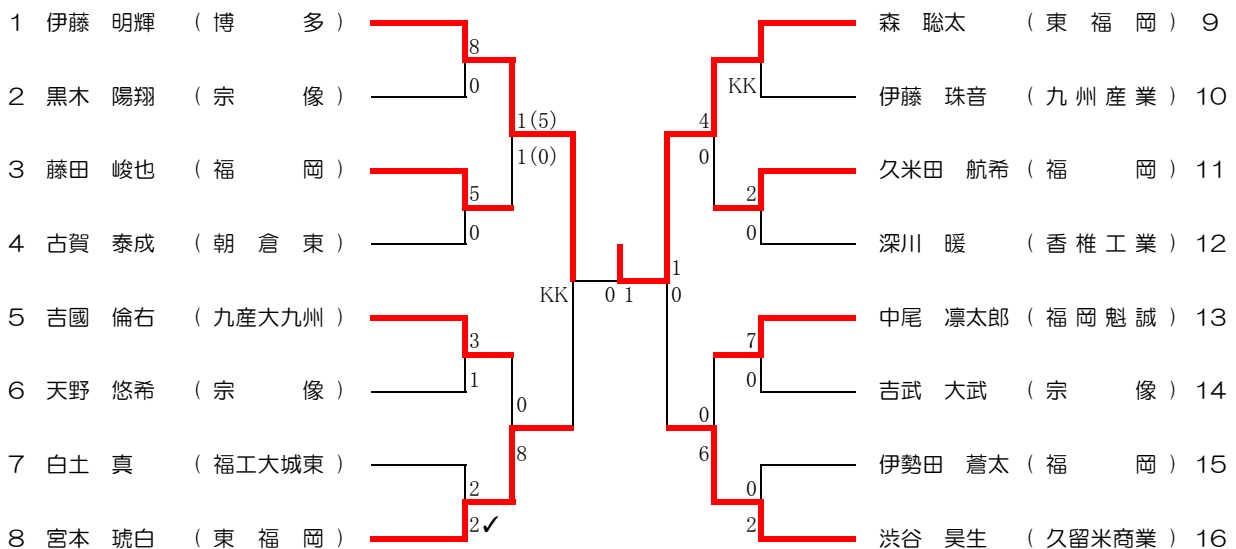 1 伊藤 明輝 ( 博 多 )
8
0
2 黒木 陽翔 ( 宗 像 )
1(5)
1(0)
3 藤田 峻也 ( 福 岡 )
5
0
4 古賀 泰成 ( 朝 倉 東 )
KK
5 吉國 倫右 ( 九産大九州 )
3
1
6 天野 悠希 ( 宗 像 )
0
8
7 白土 真 ( 福工大城東 )
2
2✓
8 宮本 琥白 ( 東 福 岡 )
0 1
森 聡太 ( 東 福 岡 ) 9
KK
伊藤 珠音 ( 九州産業 ) 10
4
0
久米田 航希 ( 福 岡 ) 11
2
0
深川 暖 ( 香椎工業 ) 12
1
0
中尾 凛太郎 ( 福岡魁誠 ) 13
7
0
吉武 大武 ( 宗 像 ) 14
0
6
伊勢田 蒼太 ( 福 岡 ) 15
0
2
渋谷 昊生 ( 久留米商業 ) 16